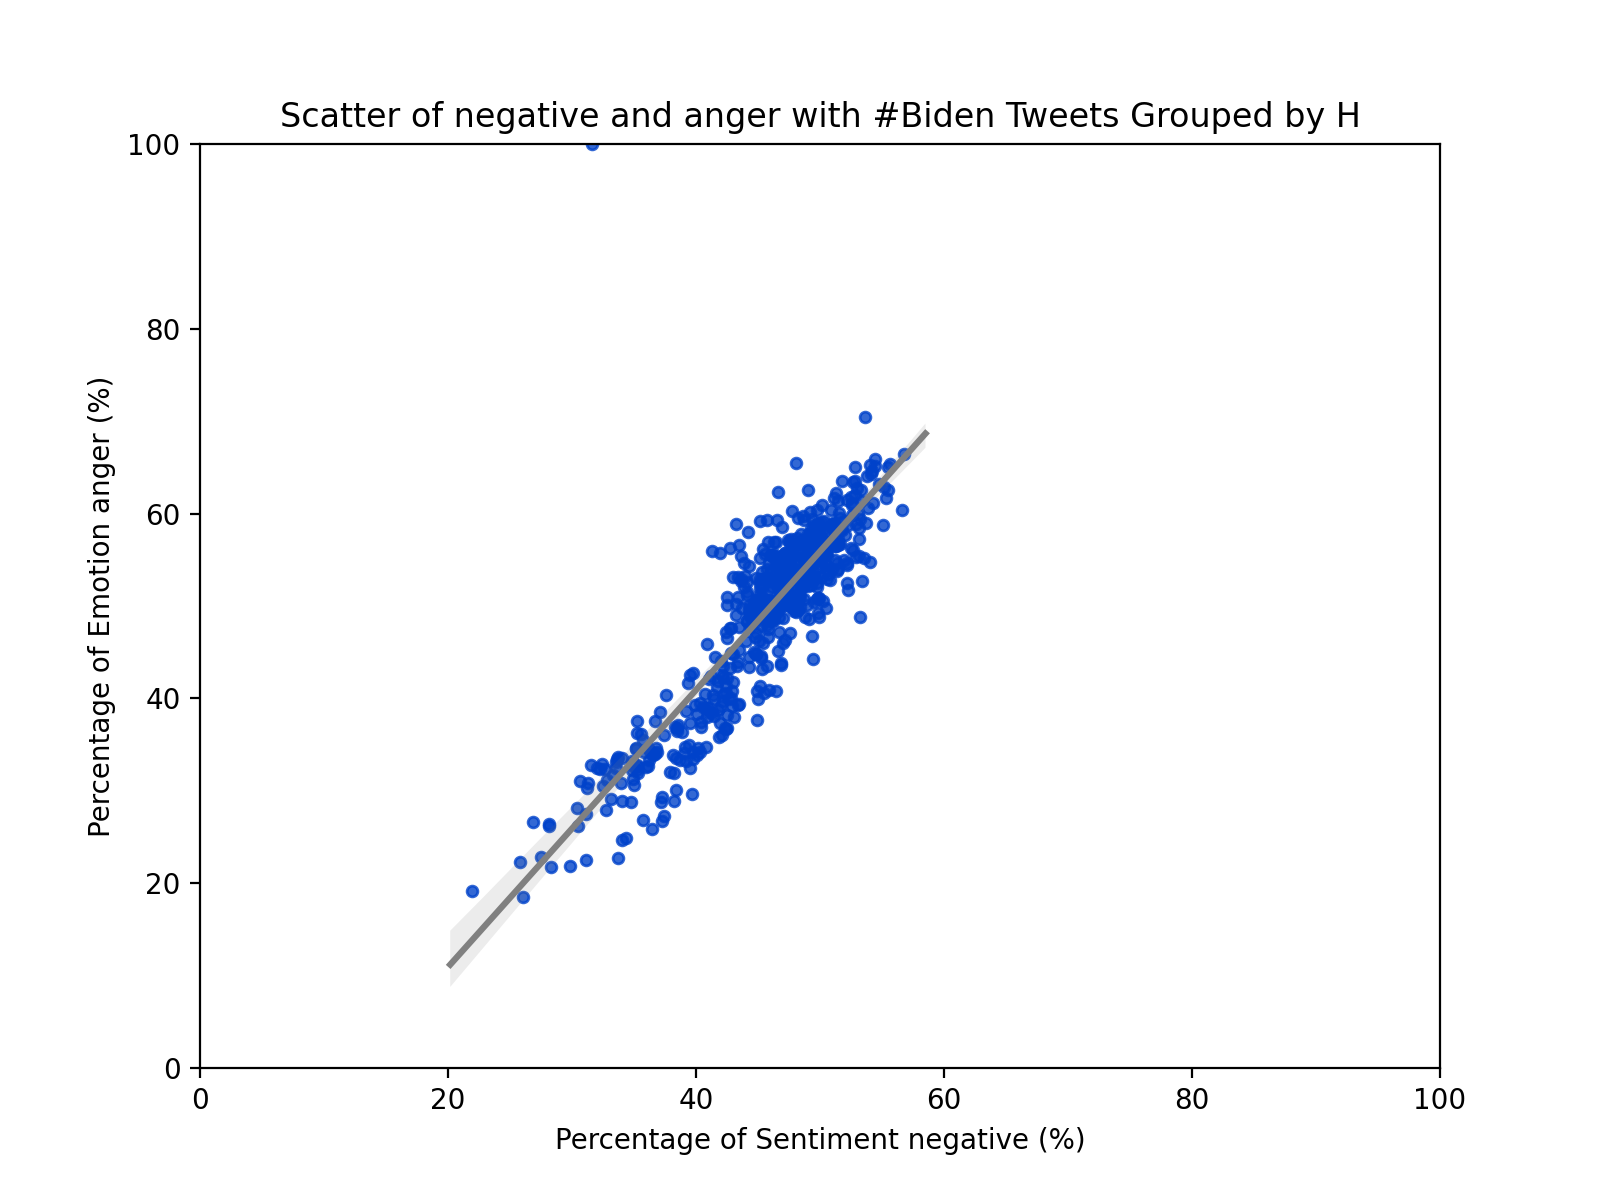 Scatter of negative and anger with #Biden Tweets Grouped by H
100
80
60
40
20
0
Percentage of Emotion anger (%)
0 20 40 60 80 100
Percentage of Sentiment negative (%)